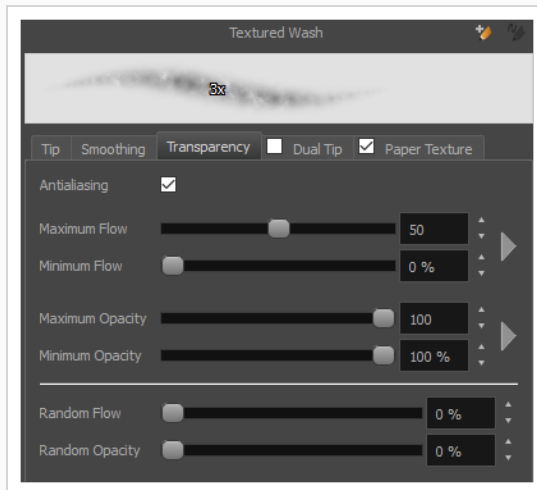 Textured Wash
3x
Tip Smoothing Transparency Dual Tip Paper Texture
Antialiasing
Maximum Flow 50
Minimum Flow 0 %
Maximum Opacity 100
Minimum Opacity 100 %
Random Flow 0 %
Random Opacity 0 %